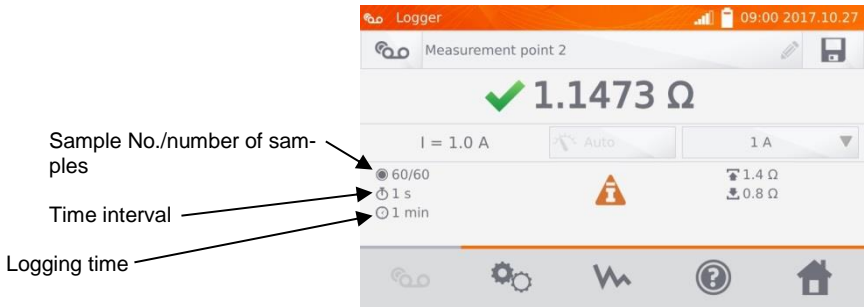 Logger
09:00 2017.10.27
Measurement point 2
1.1473 Ω
I = 1.0 A
Auto
1 A
Sample No./number of sam-
ples
60/60
1.4 Ω
1 s
0.8 Ω
Time interval
1 min
Logging time